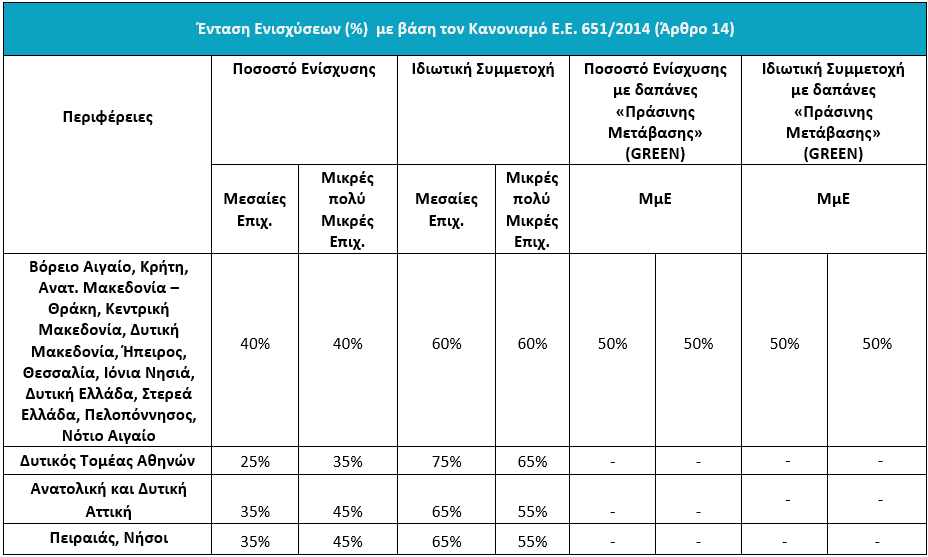 Ένταση Ενισχύσεων (%) με βάση τον Κανονισμό Ε.Ε. 651/2014 (Άρθρο 14)
Περιφέρειες
Ποσοστό Ενίσχυσης
Ιδιωτική Συμμετοχή
Ποσοστό Ενίσχυσης
με δαπάνες
«Πράσινης
Μετάβασης»
(GREEN)
Ιδιωτική Συμμετοχή
με δαπάνες
«Πράσινης
Μετάβασης»
(GREEN)
Μεσαίες
Επιχ.
Μικρές
πολύ
Μικρές
Επιχ.
Μεσαίες
Επιχ.
Μικρές
πολύ
Μικρές
Επιχ.
ΜμΕ
ΜμΕ
Βόρειο Αιγαίο, Κρήτη,
Ανατ. Μακεδονία –
Θράκη, Κεντρική
Μακεδονία, Δυτική
Μακεδονία, Ήπειρος,
Θεσσαλία, Ιόνια Νησιά,
Δυτική Ελλάδα, Στερεά
Ελλάδα, Πελοπόννησος,
Νότιο Αιγαίο
40% 40% 60% 60% 50% 50% 50% 50%
Δυτικός Τομέας Αθηνών 25% 35% 75% 65% - - - -
Ανατολική και Δυτική
Αττική 35% 45% 65% 55% - - - -
Πειραιάς, Νήσοι 35% 45% 65% 55% - - - -